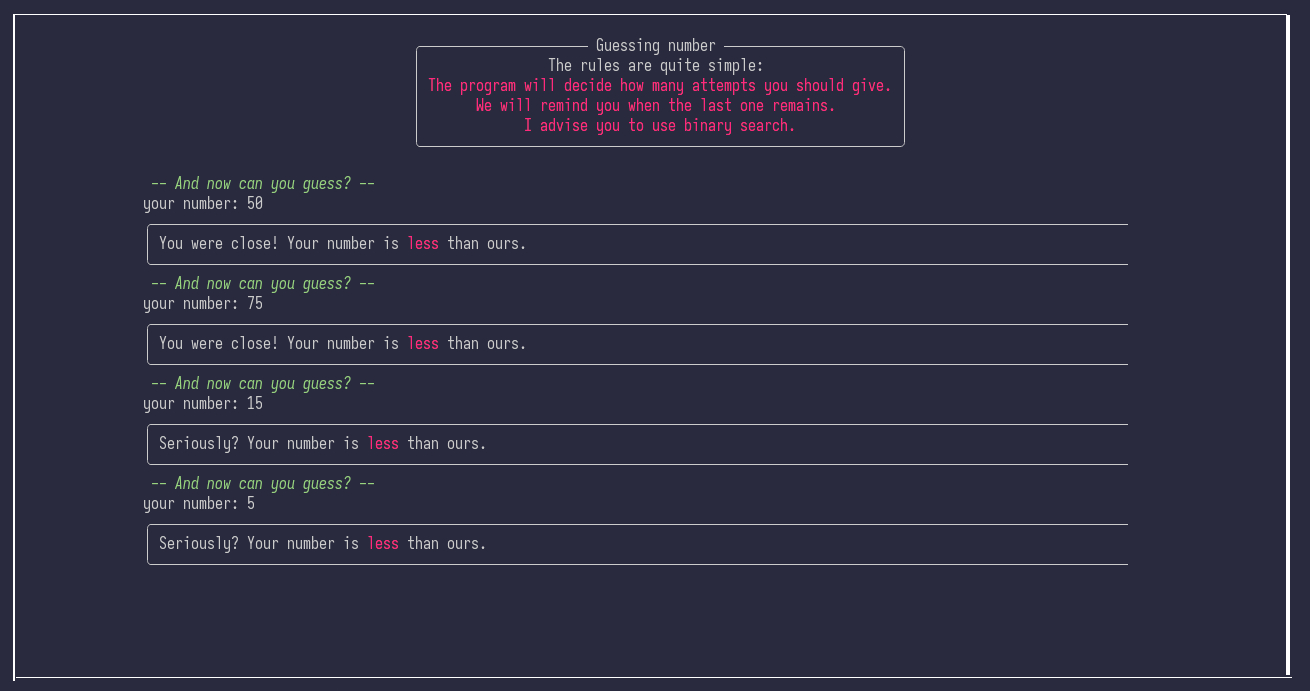 Guessing number
The rules are quite simple:
The program will decide how many attempts you should give.
We will remind you when the last one remains.
I advise you to use binary search.
-- And now can you guess? --
your number: 50
You were close! Your number is less than ours.
-- And now can you guess? --
your number: 75
You were close! Your number is less than ours.
-- And now can you guess? --
your number: 15
Seriously? Your number is less than ours.
-- And now can you guess? --
your number: 5
Seriously? Your number is less than ours.